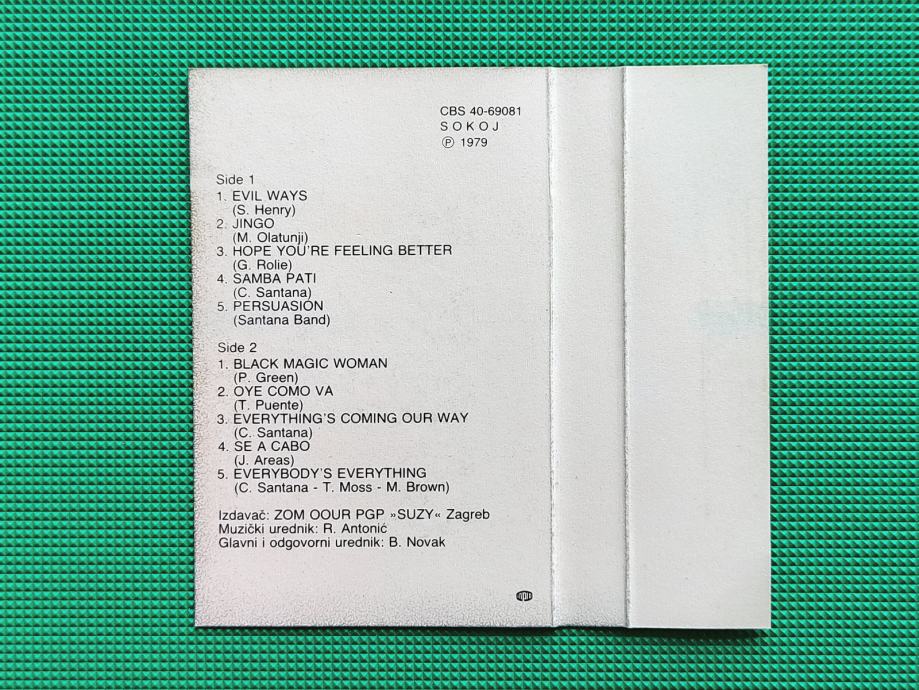 CBS 40-69081
S O K O J
Ⓟ 1979
Side 1
1. EVIL WAYS
(S. Henry)
2. JINGO
(M. Olatunji)
3. HOPE YOU'RE FEELING BETTER
(G. Rolie)
4. SAMBA PATI
(C. Santana)
5. PERSUASION
(Santana Band)
Side 2
1. BLACK MAGIC WOMAN
(P. Green)
2. OYE COMO VA
(T. Puente)
3. EVERYTHING'S COMING OUR WAY
(C. Santana)
4. SE A CABO
(J. Areas)
5. EVERYBODY'S EVERYTHING
(C. Santana - T. Moss - M. Brown)
Izdavač: ZOM OOUR PGP »SUZY« Zagreb
Muzički urednik: R. Antonić
Glavni i odgovorni urednik: B. Novak